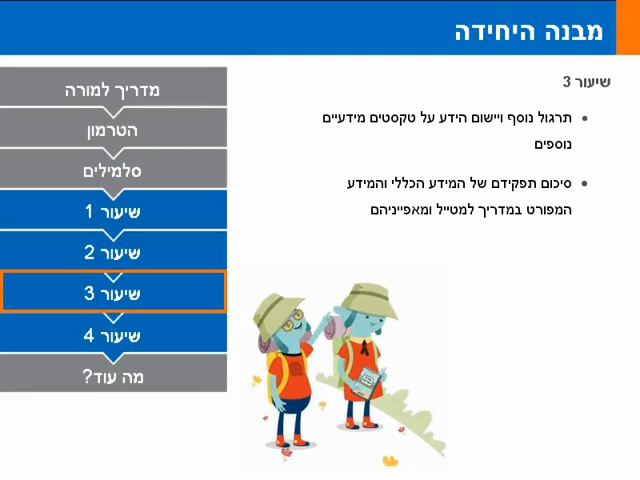 מבנה היחידה
שיעור 3
תרגול נוסף ויישום הידע על טקסטים מידעיים
נוספים
סיכום תפקידם של המידע הכללי והמידע
המפורט במדריך למטייל ומאפייניהם
מדריך למורה
הטרמון
סלמילים
שיעור 1
שיעור 2
שיעור 3
שיעור 4
מה עוד?